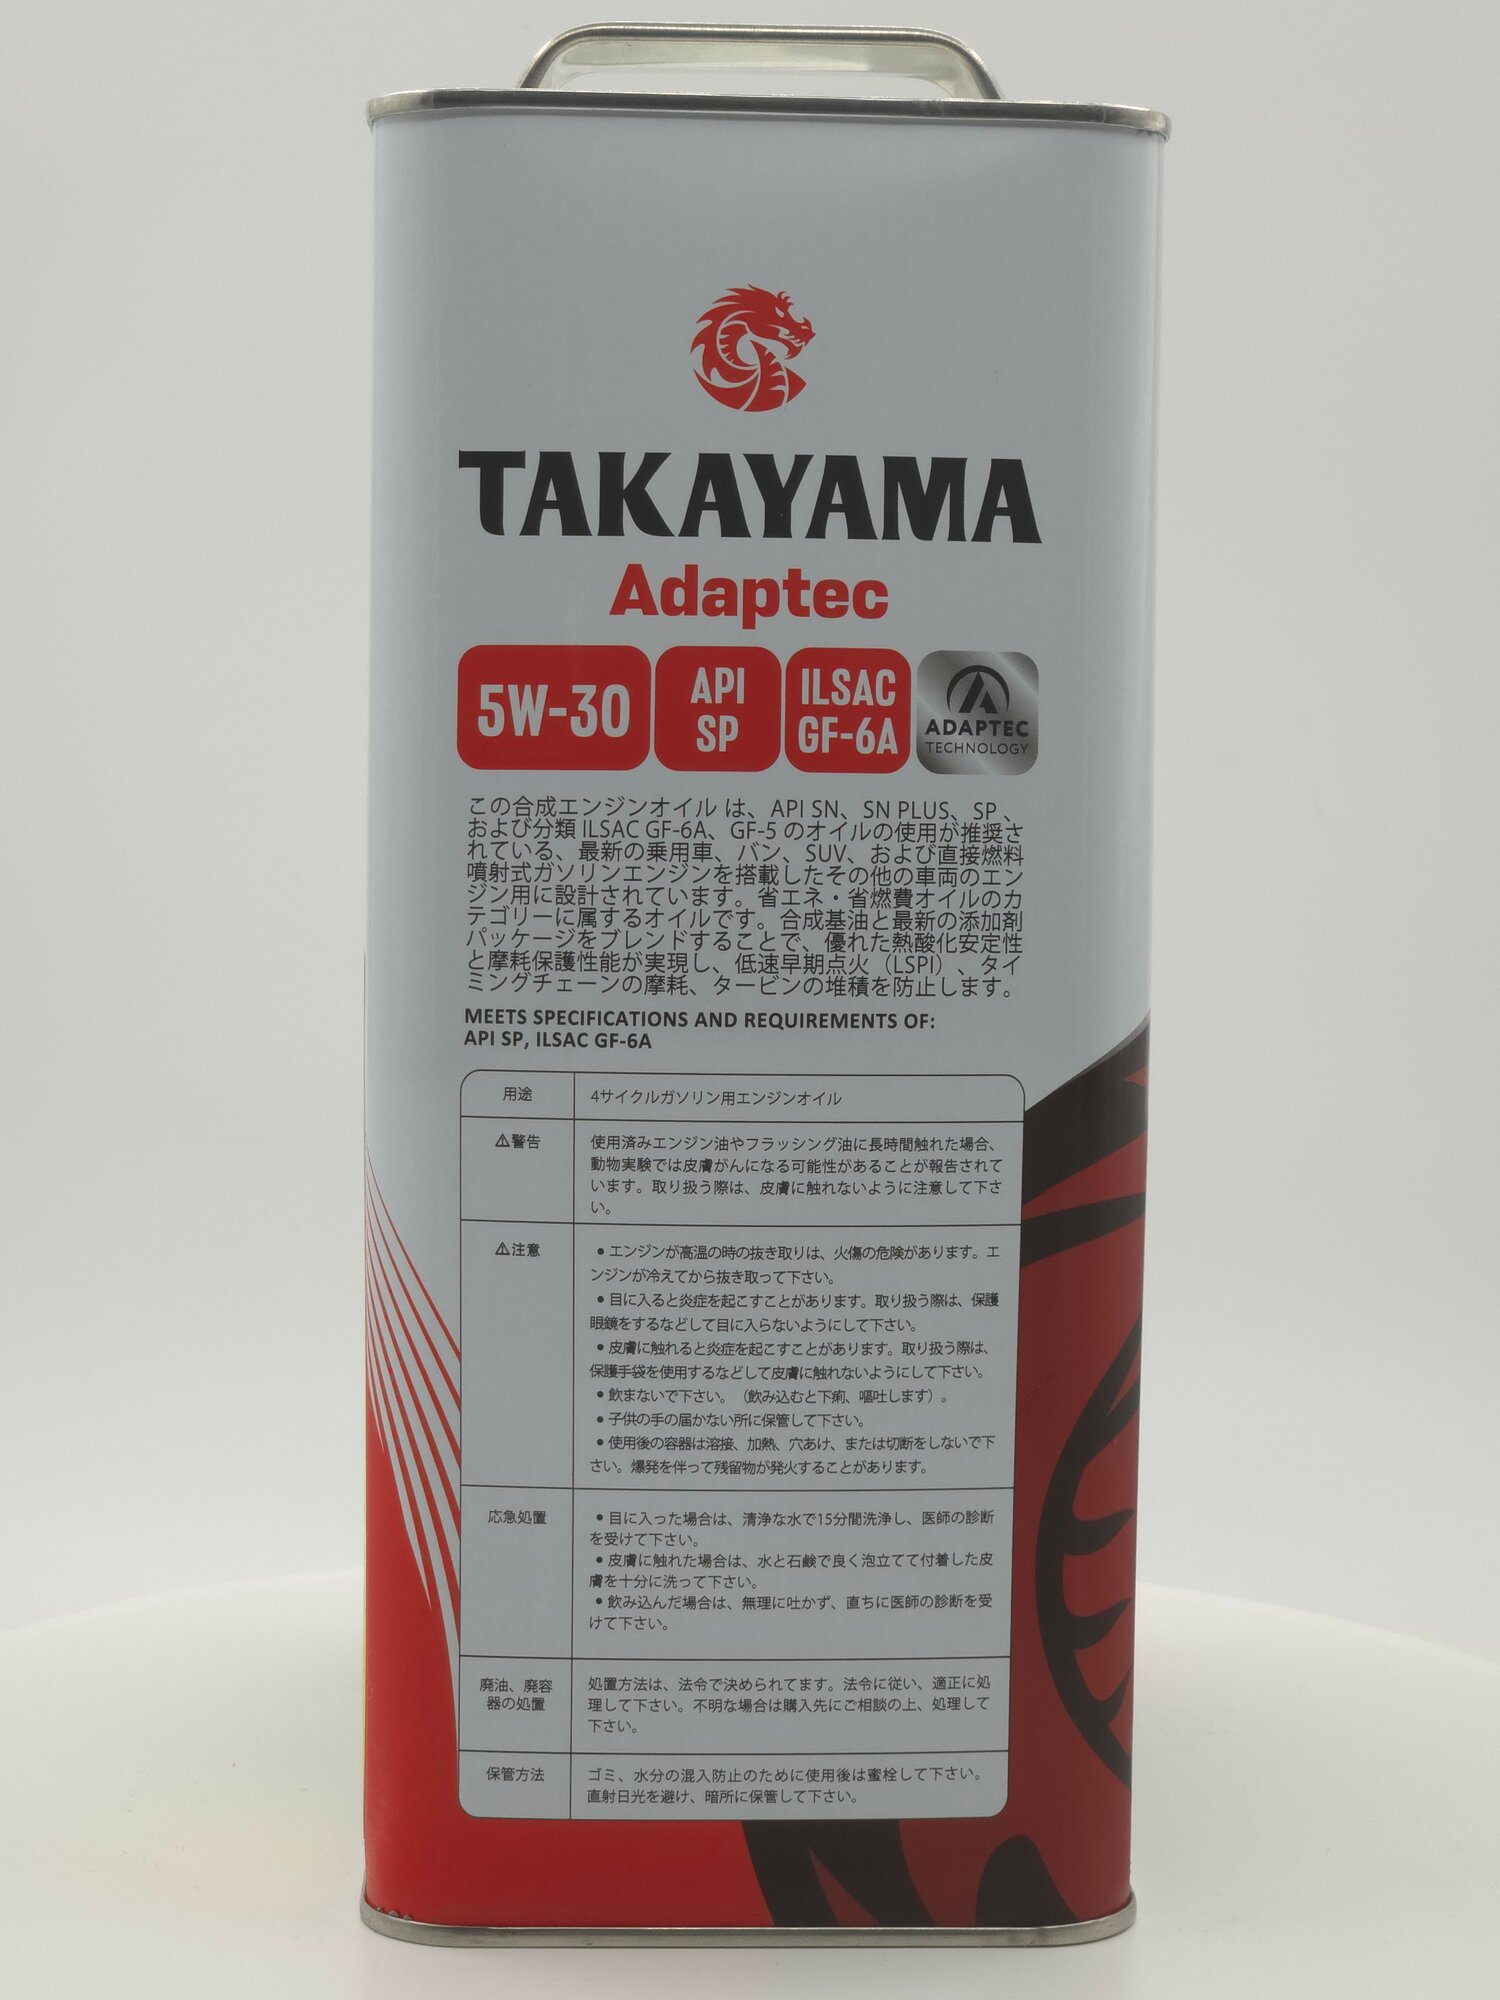 TAKAYAMA
Adaptec
5W-30
API
SP
ILSAC
GF-6A
ADAPTEC
TECHNOLOGY
この合成エンジンオイル は、API SN、SN PLUS、SP 、
および分類 ILSAC GF-6A、GF-5 のオイルの使用が推奨さ
れている、最新の乗用車、バン、SUV、および直接燃料
噴射式ガソリンエンジンを搭載したその他の車両のエン
ジン用に設計されています。省エネ・省燃費オイルのカ
テゴリーに属するオイルです。合成基油と最新の添加剤
パッケージをブレンドすることで、優れた熱酸化安定性
と摩耗保護性能が実現し、低速早期点火（LSPI）、タイ
ミングチェーンの摩耗、タービンの堆積を防止します。
MEETS SPECIFICATIONS AND REQUIREMENTS OF:
API SP, ILSAC GF-6A
用途
4サイクルガソリン用エンジンオイル
⚠警告
使用済みエンジン油やフラッシング油に長時間触れた場合、
動物実験では皮膚がんになる可能性があることが報告されて
います。取り扱う際は、皮膚に触れないように注意して下さ
い。
⚠注意
●エンジンが高温の時の抜き取りは、火傷の危険があります。エ
ンジンが冷えてから抜き取って下さい。
●目に入ると炎症を起こすことがあります。取り扱う際は、保護
眼鏡をするなどして目に入らないようにして下さい。
●皮膚に触れると炎症を起こすことがあります。取り扱う際は、
保護手袋を使用するなどして皮膚に触れないようにして下さい。
●飲まないで下さい。（飲み込むと下痢、嘔吐します）。
●子供の手の届かない所に保管して下さい。
●使用後の容器は溶接、加熱、穴あけ、または切断をしないで下
さい。爆発を伴って残留物が発火することがあります。
応急処置
●目に入った場合は、清浄な水で15分間洗浄し、医師の診断
を受けて下さい。
●皮膚に触れた場合は、水と石鹸で良く泡立てて付着した皮
膚を十分に洗って下さい。
●飲み込んだ場合は、無理に吐かず、直ちに医師の診断を受
けて下さい。
廃油、廃容
器の処置
処置方法は、法令で決められてます。法令に従い、適正に処
理して下さい。不明な場合は購入先にご相談の上、処理して
下さい。
保管方法
ゴミ、水分の混入防止のために使用後は蜜栓して下さい。
直射日光を避け、暗所に保管して下さい。